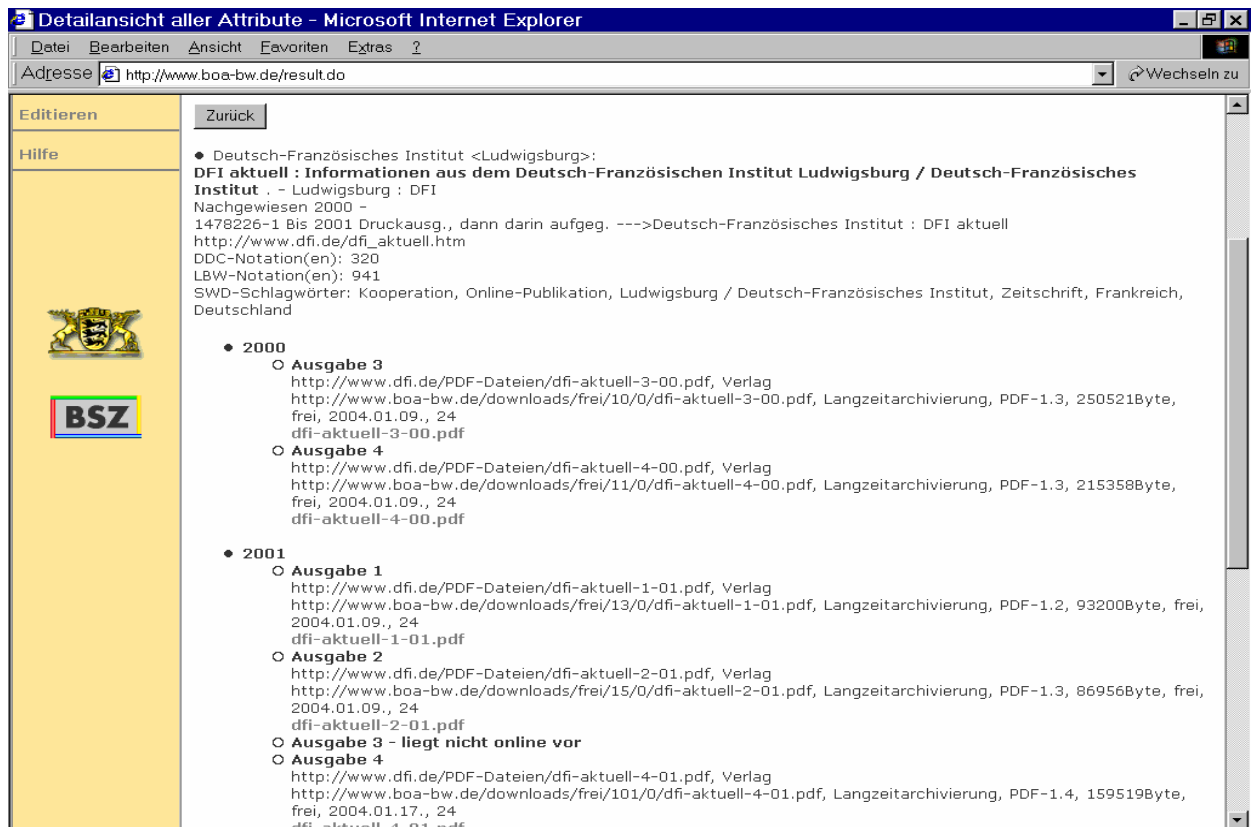 Detailansicht aller Attribute - Microsoft Internet Explorer
Datei Bearbeiten Ansicht Favoriten Extras ?
Adresse http://www.boa-bw.de/result.do Wechseln zu
Editieren
Hilfe
BSZ
Zurück
● Deutsch-Französisches Institut <Ludwigsburg>:
DFI aktuell : Informationen aus dem Deutsch-Französischen Institut Ludwigsburg / Deutsch-Französisches
Institut . - Ludwigsburg : DFI
Nachgewiesen 2000 -
1478226-1 Bis 2001 Druckausg., dann darin aufgeg. --->Deutsch-Französisches Institut : DFI aktuell
http://www.dfi.de/dfi_aktuell.htm
DDC-Notation(en): 320
LBW-Notation(en): 941
SWD-Schlagwörter: Kooperation, Online-Publikation, Ludwigsburg / Deutsch-Französisches Institut, Zeitschrift, Frankreich,
Deutschland
● 2000
○ Ausgabe 3
http://www.dfi.de/PDF-Dateien/dfi-aktuell-3-00.pdf, Verlag
http://www.boa-bw.de/downloads/frei/10/0/dfi-aktuell-3-00.pdf, Langzeitarchivierung, PDF-1.3, 250521Byte,
frei, 2004.01.09., 24
dfi-aktuell-3-00.pdf
○ Ausgabe 4
http://www.dfi.de/PDF-Dateien/dfi-aktuell-4-00.pdf, Verlag
http://www.boa-bw.de/downloads/frei/11/0/dfi-aktuell-4-00.pdf, Langzeitarchivierung, PDF-1.3, 215358Byte,
frei, 2004.01.09., 24
dfi-aktuell-4-00.pdf
● 2001
○ Ausgabe 1
http://www.dfi.de/PDF-Dateien/dfi-aktuell-1-01.pdf, Verlag
http://www.boa-bw.de/downloads/frei/13/0/dfi-aktuell-1-01.pdf, Langzeitarchivierung, PDF-1.2, 93200Byte, frei,
2004.01.09., 24
dfi-aktuell-1-01.pdf
○ Ausgabe 2
http://www.dfi.de/PDF-Dateien/dfi-aktuell-2-01.pdf, Verlag
http://www.boa-bw.de/downloads/frei/15/0/dfi-aktuell-2-01.pdf, Langzeitarchivierung, PDF-1.3, 86956Byte, frei,
2004.01.09., 24
dfi-aktuell-2-01.pdf
○ Ausgabe 3 - liegt nicht online vor
○ Ausgabe 4
http://www.dfi.de/PDF-Dateien/dfi-aktuell-4-01.pdf, Verlag
http://www.boa-bw.de/downloads/frei/101/0/dfi-aktuell-4-01.pdf, Langzeitarchivierung, PDF-1.4, 159519Byte,
frei, 2004.01.17., 24
dfi-aktuell-4-01.pdf